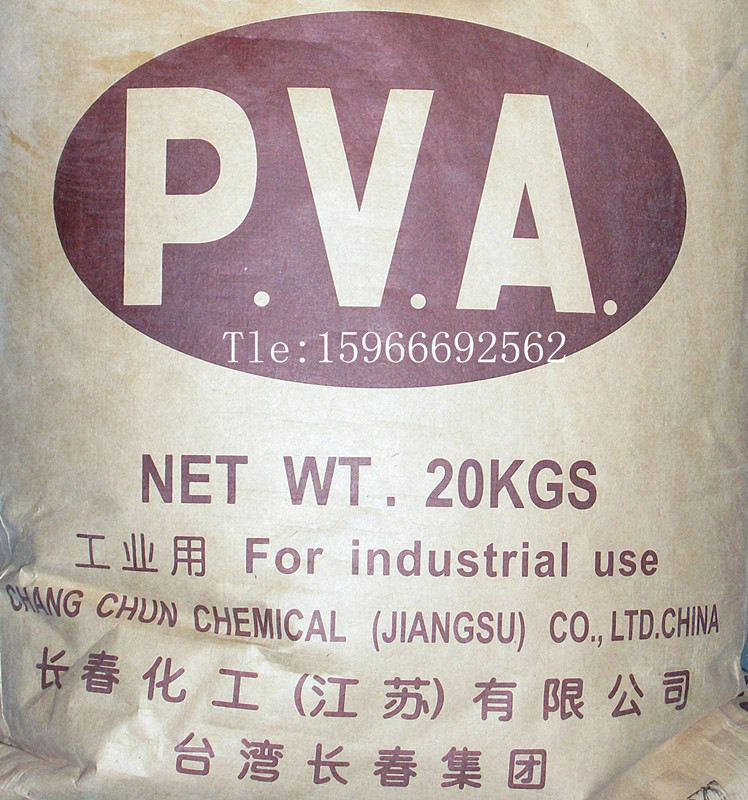 P.V.A.
Tle:15966692562
NET WT. 20KGS
工业用 For industrial use
CHANG CHUN CHEMICAL (JIANGSU) CO.,LTD.CHINA
长春化工(江苏)有限公司
台湾长春集团